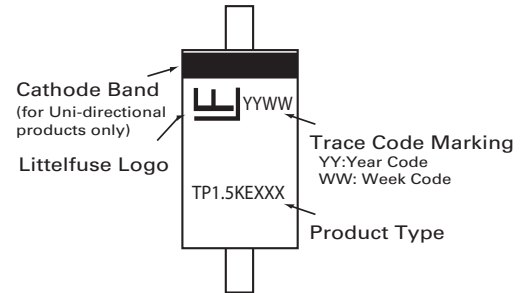 Cathode Band
(for Uni-directional
products only)
Littelfuse Logo
YYWW
Trace Code Marking
YY:Year Code
WW: Week Code
TP1.5KEXXX
Product Type